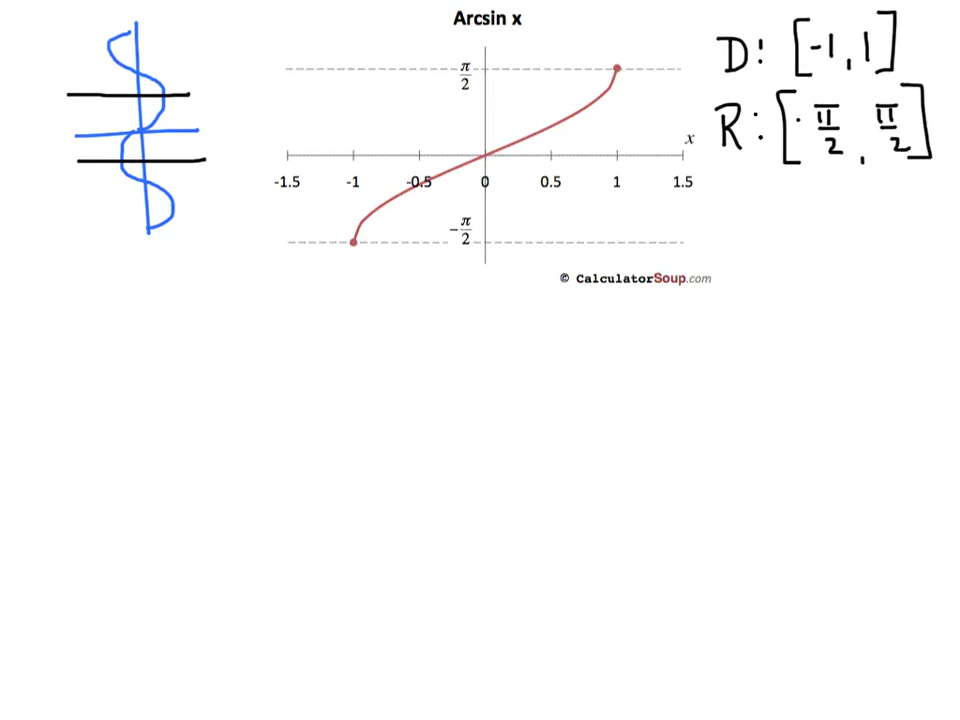 Arcsin x
D: [-1, 1]
R: [· π/2, π/2]
π/2
x
-1.5 -1 -0.5 0 0.5 1 1.5
-π/2
© CalculatorSoup.com